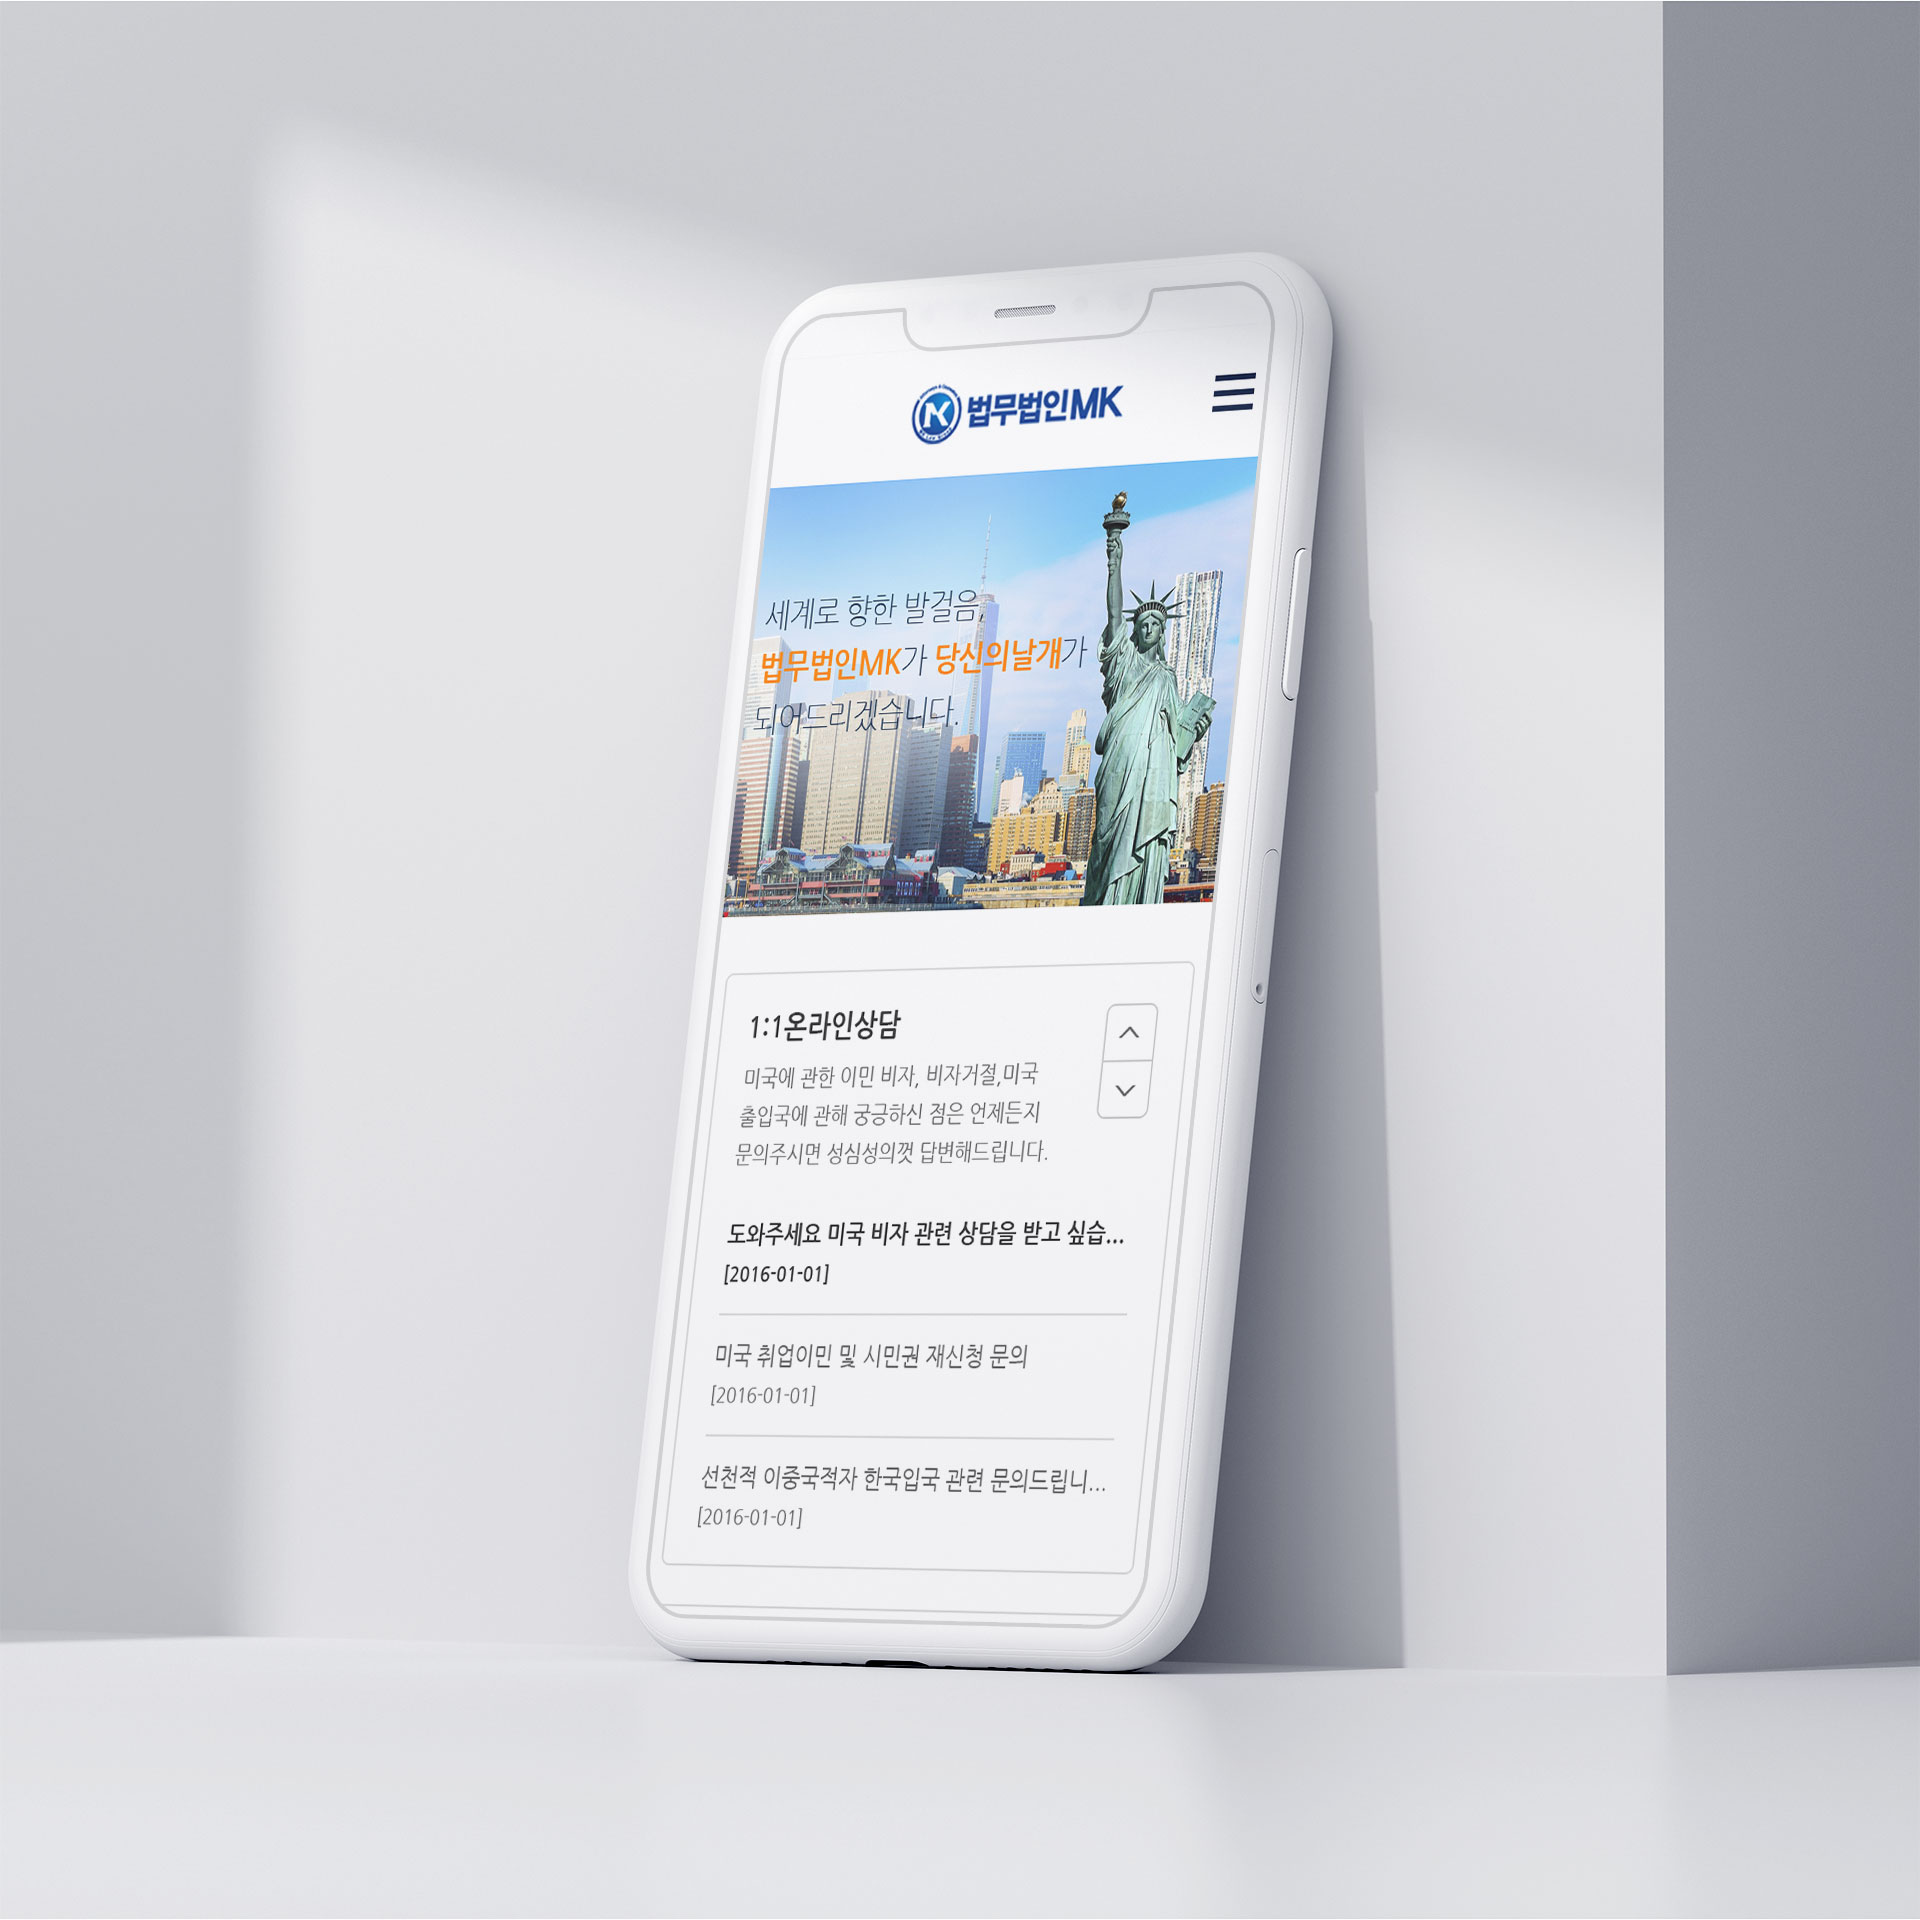 법무법인MK
세계로 향한 발걸음,
법무법인MK가 당신의날개가
되어드리겠습니다.
1:1온라인상담
미국에 관한 이민 비자, 비자거절,미국
출입국에 관해 궁긍하신 점은 언제든지
문의주시면 성심성의껏 답변해드립니다.
도와주세요 미국 비자 관련 상담을 받고 싶습...
[2016-01-01]
미국 취업이민 및 시민권 재신청 문의
[2016-01-01]
선천적 이중국적자 한국입국 관련 문의드립니...
[2016-01-01]